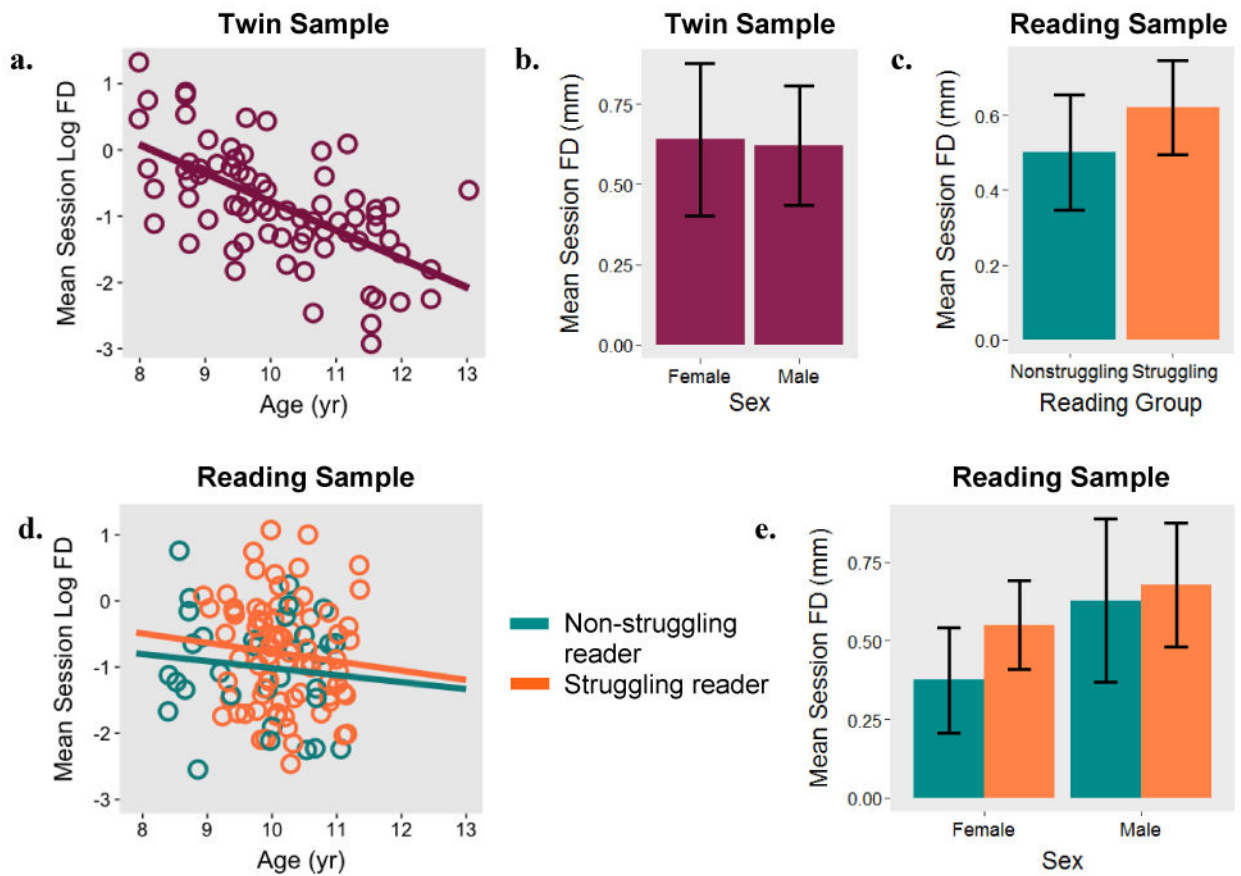 a.
Twin Sample
Mean Session Log FD
1
0
-1
-2
-3
8 9 10 11 12 13
Age (yr)
b.
Twin Sample
Mean Session FD (mm)
0.75
0.50
0.25
0.00
Female Male
Sex
c.
Reading Sample
Mean Session FD (mm)
0.6
0.4
0.2
0.0
Nonstruggling Struggling
Reading Group
d.
Reading Sample
Mean Session Log FD
1
0
-1
-2
-3
8 9 10 11 12 13
Age (yr)
Non-struggling
reader
Struggling reader
e.
Reading Sample
Mean Session FD (mm)
0.75
0.50
0.25
0.00
Female Male
Sex